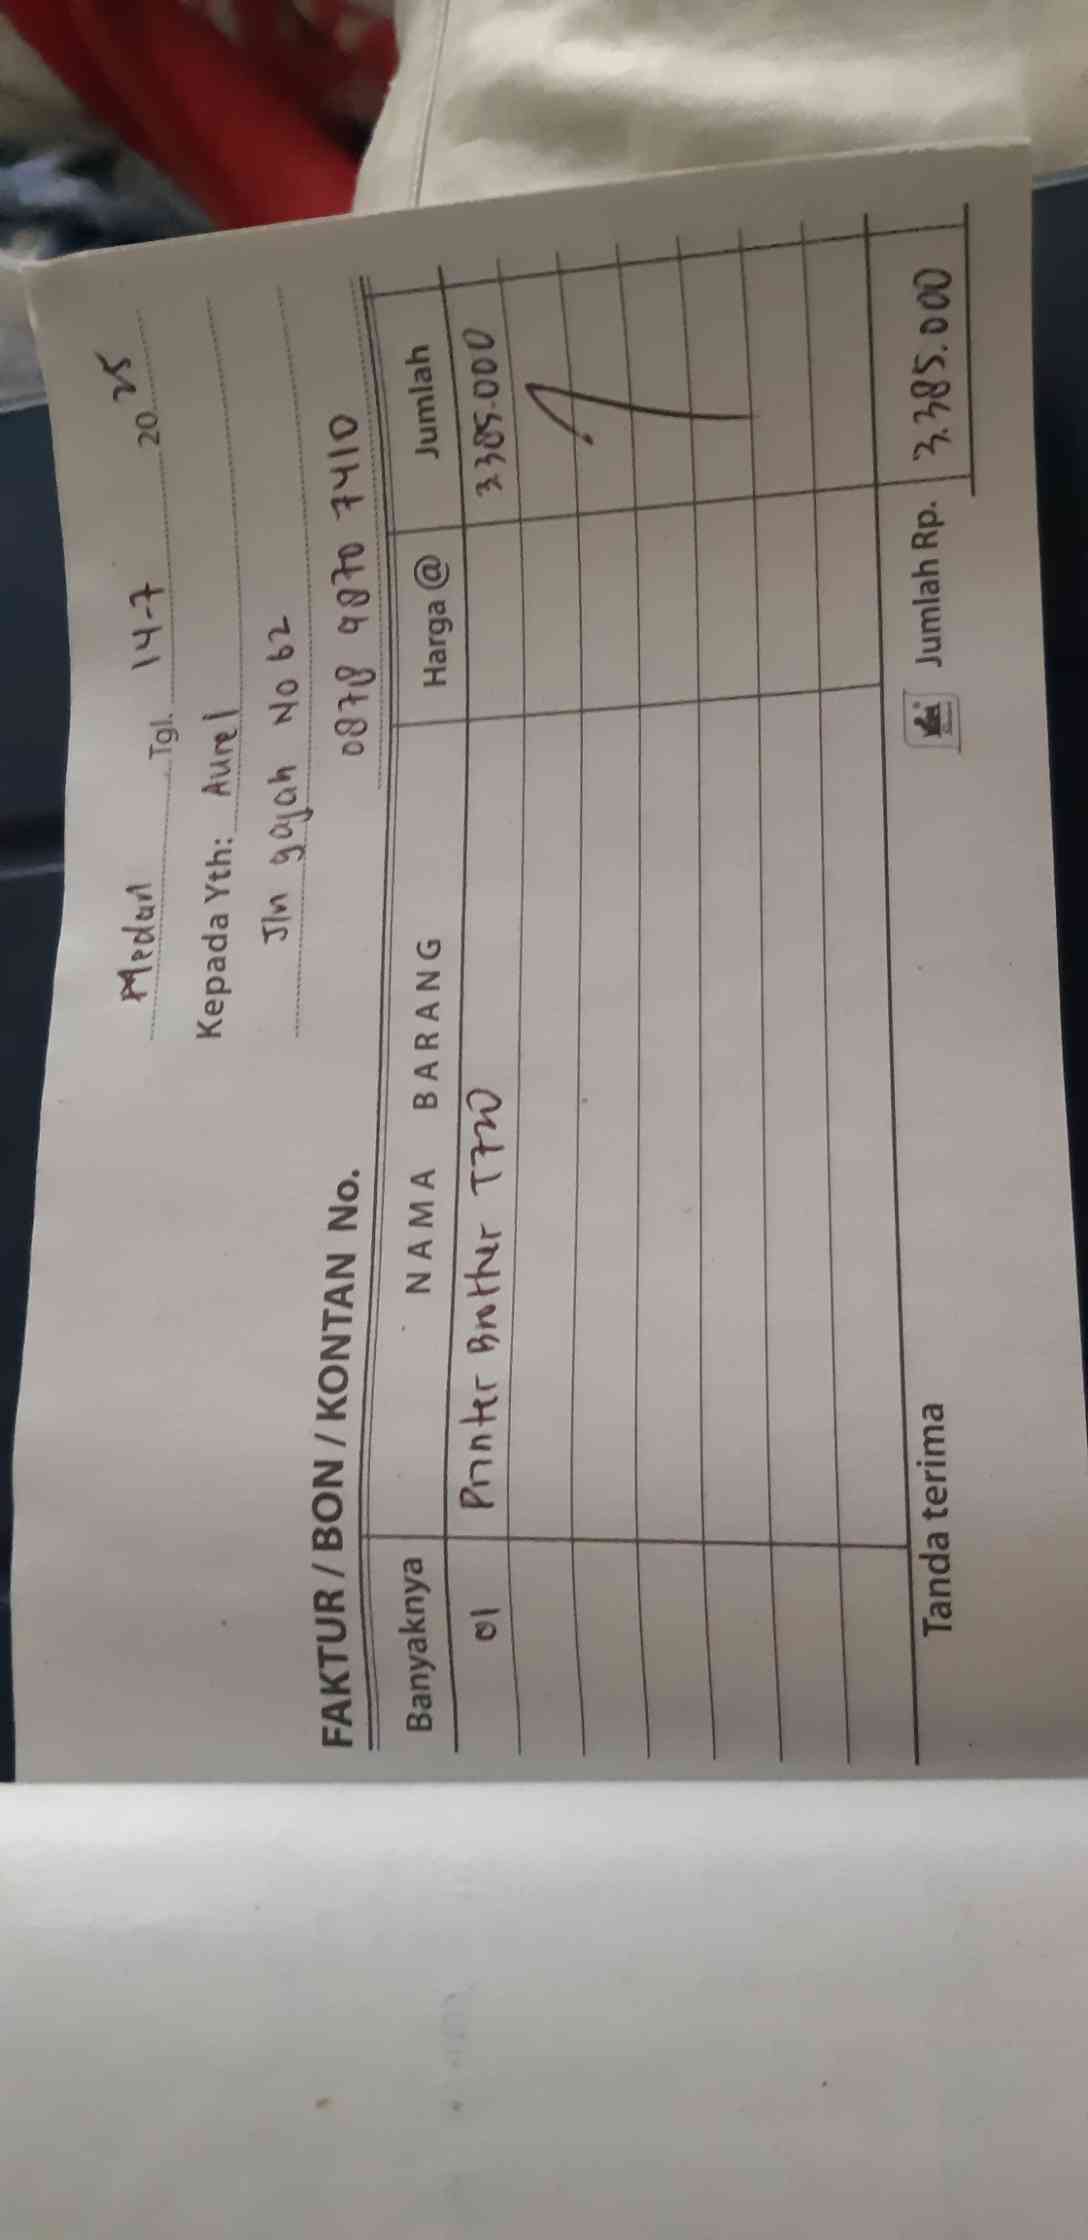 Medan Tgl. 14-7 20 25
Kepada Yth: Aurel
Jln gajah No 62
0878 9870 7410
FAKTUR / BON / KONTAN No.
Banyaknya NAMA BARANG Harga @ Jumlah
01 Printer Brother T720 3.385.000
Tanda terima Jumlah Rp. 3.385.000